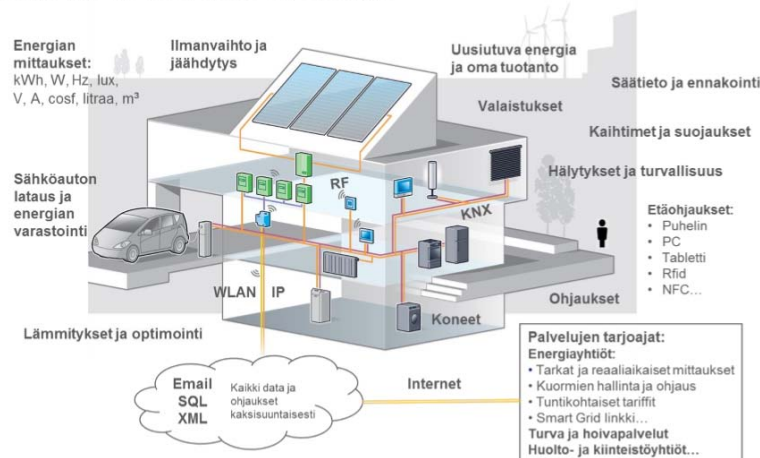 Energian
mittaukset:
kWh, W, Hz, lux,
V, A, cosf, litraa, m³
Ilmanvaihto ja
jäähdytys
Uusiutuva energia
ja oma tuotanto
Säätieto ja ennakointi
Valaistukset
Kaihtimet ja suojaukset
Hälytykset ja turvallisuus
Sähköauton
lataus ja
energian
varastointi
RF
KNX
Etäohjaukset:
• Puhelin
• PC
• Tabletti
• Rfid
• NFC...
WLAN IP
Ohjaukset
Koneet
Lämmitykset ja optimointi
Email
SQL
XML
Kaikki data ja
ohjaukset
kaksisuuntaisesti
Internet
Palvelujen tarjoajat:
Energiayhtiöt:
• Tarkat ja reaaliaikaiset mittaukset
• Kuormien hallinta ja ohjaus
• Tuntikohtaiset tariffit
• Smart Grid linkki...
Turva ja hoivapalvelut
Huolto- ja kiinteistöyhtiöt...